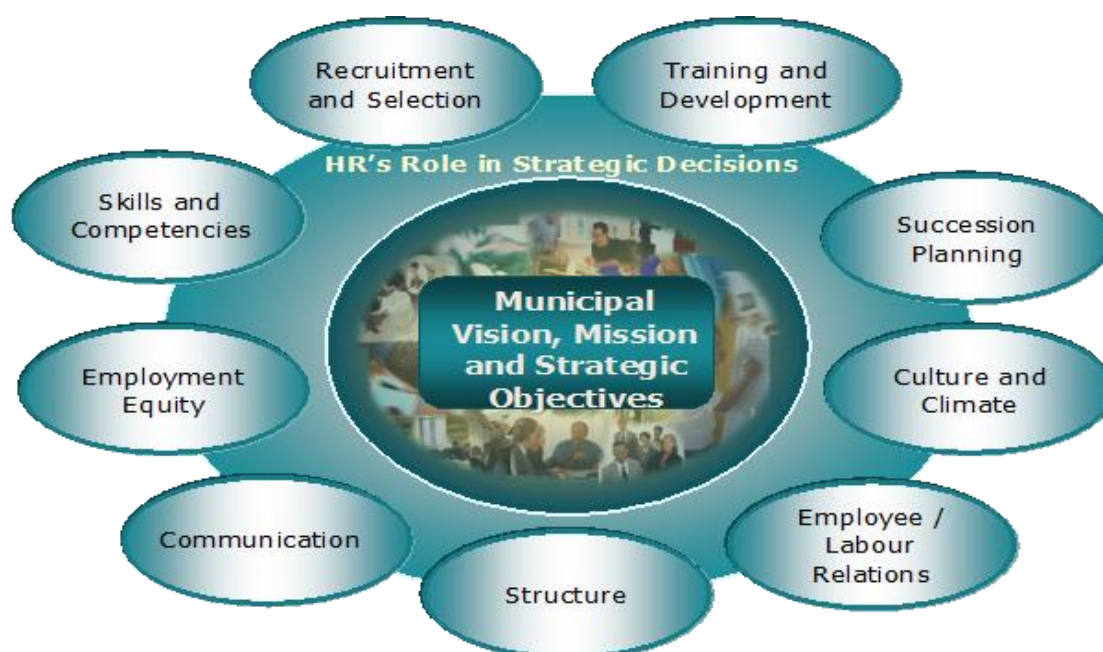 Recruitment
and Selection
Training and
Development
HR's Role in Strategic Decisions
Skills and
Competencies
Succession
Planning
Municipal
Vision, Mission
and Strategic
Objectives
Employment
Equity
Culture and
Climate
Communication
Structure
Employee /
Labour
Relations